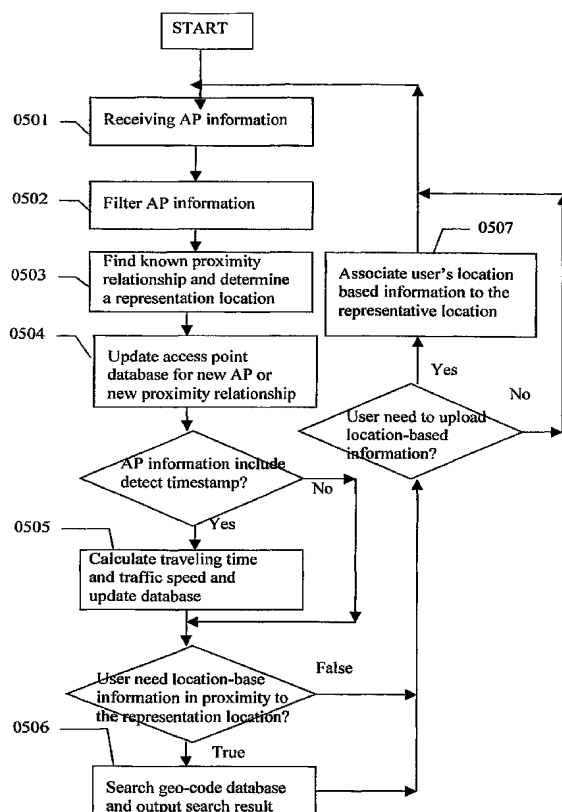 START
0501
Receiving AP information
0502
Filter AP information
0503
Find known proximity
relationship and determine
a representation location
0504
Update access point
database for new AP or
new proximity relationship
AP information include
detect timestamp?
No
Yes
0505
Calculate traveling time
and traffic speed and
update database
User need location-base
information in proximity to
the representation location?
False
True
0506
Search geo-code database
and output search result
User need to upload
location-based
information?
No
Yes
0507
Associate user's location
based information to the
representative location